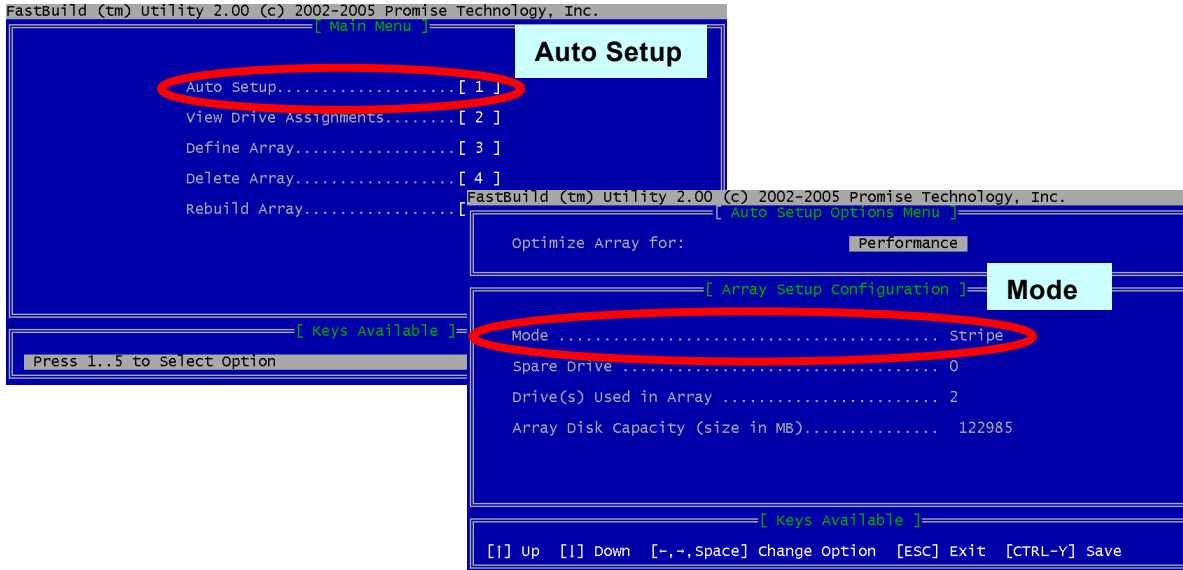 FastBuild (tm) Utility 2.00 (c) 2002-2005 Promise Technology, Inc.
[ Main Menu ]
Auto Setup
Auto Setup....................[ 1 ]
View Drive Assignments........[ 2 ]
Define Array..................[ 3 ]
Delete Array..................[ 4 ]
Rebuild Array.................[
[ Keys Available ]
Press 1..5 to Select Option
FastBuild (tm) Utility 2.00 (c) 2002-2005 Promise Technology, Inc.
[ Auto Setup Options Menu ]
Optimize Array for: Performance
[ Array Setup Configuration ]
Mode
Mode .......................................... Stripe
Spare Drive ................................... 0
Drive(s) Used in Array ........................ 2
Array Disk Capacity (size in MB)............... 122985
[ Keys Available ]
[↑] Up [↓] Down [←,→,Space] Change Option [ESC] Exit [CTRL-Y] Save